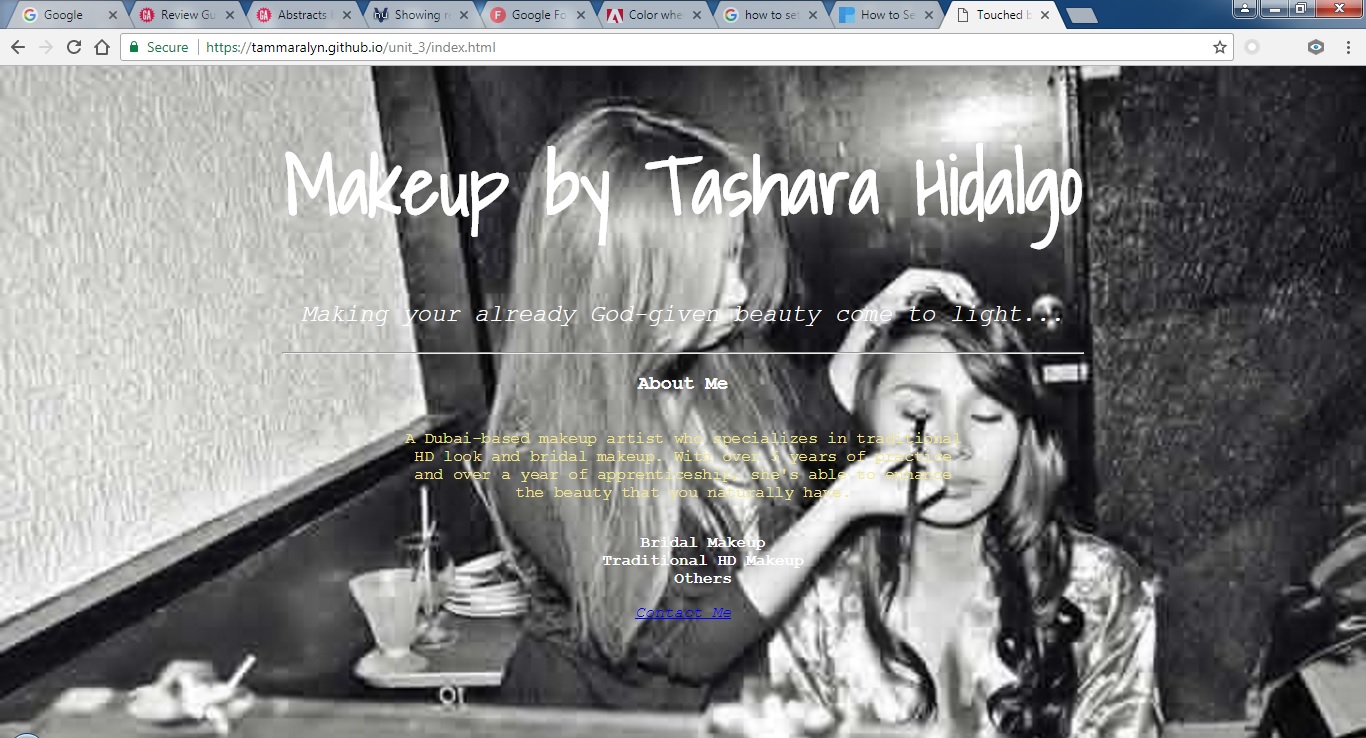 Google
Review Gu
Abstracts
Showing re
Google Fo
Color whe
how to set
How to Se
Touched b
Secure https://tammaralyn.github.io/unit_3/index.html
Makeup by Tashara Hidalgo
Making your already God-given beauty come to light...
About Me
A Dubai-based makeup artist who specializes in traditional
HD look and bridal makeup. With over 5 years of practice
and over a year of apprenticeship, she's able to enhance
the beauty that you naturally have.
Bridal Makeup
Traditional HD Makeup
Others
Contact Me